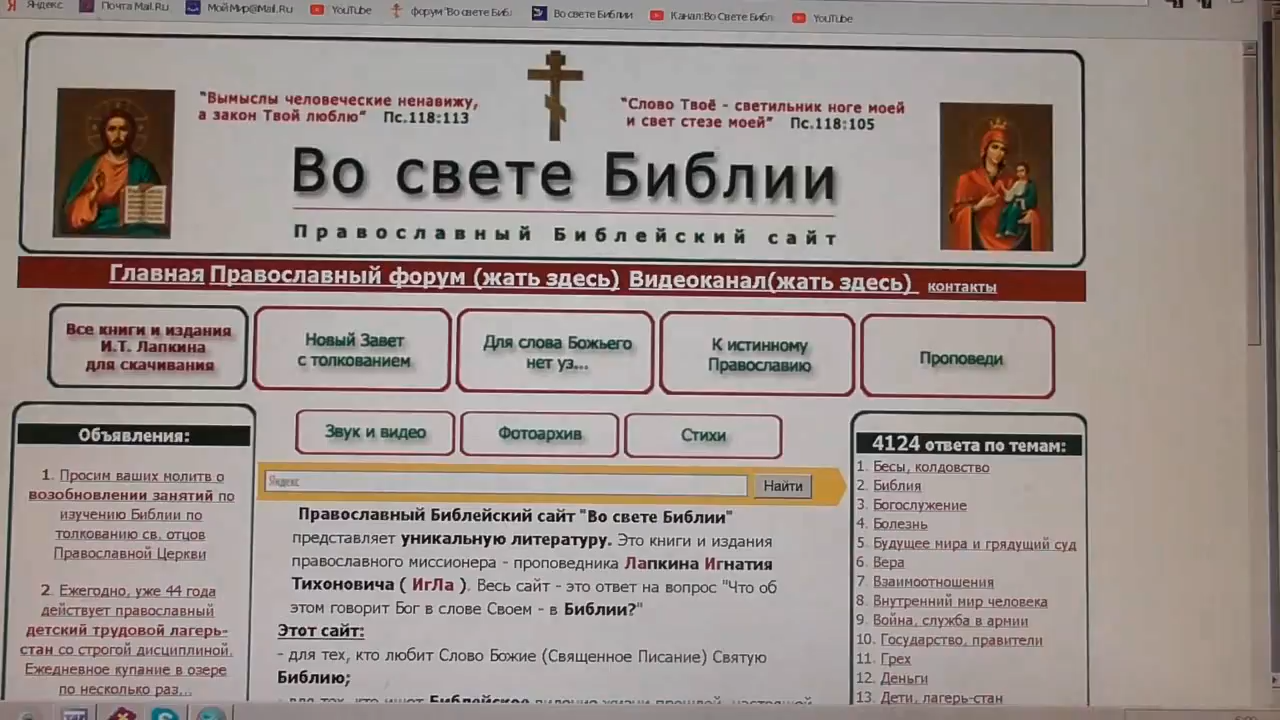 Яндекс
Почта Mail.Ru
МойМир@Mail.Ru
YouTube
форум "Во свете Библ
Во свете Библии
Канал:Во Свете Библ
YouTube
"Вымыслы человеческие ненавижу,
а закон Твой люблю" Пс.118:113
"Слово Твоё - светильник ноге моей
и свет стезе моей" Пс.118:105
Во свете Библии
Православный Библейский сайт
Главная Православный форум (жать здесь) Видеоканал(жать здесь) контакты
Все книги и издания
И.Т. Лапкина
для скачивания
Новый Завет
с толкованием
Для слова Божьего
нет уз...
К истинному
Православию
Проповеди
Звук и видео
Фотоархив
Стихи
Объявления:
1. Просим ваших молитв о
возобновлении занятий по
изучению Библии по
толкованию св. отцов
Православной Церкви
2. Ежегодно, уже 44 года
действует православный
детский трудовой лагерь-
стан со строгой дисциплиной.
Ежедневное купание в озере
по несколько раз...
Яндекс
Найти
Православный Библейский сайт "Во свете Библии"
представляет уникальную литературу. Это книги и издания
православного миссионера - проповедника Лапкина Игнатия
Тихоновича ( ИгЛа ). Весь сайт - это ответ на вопрос "Что об
этом говорит Бог в слове Своем - в Библии?"
Этот сайт:
- для тех, кто любит Слово Божие (Священное Писание) Святую
Библию;
- для тех, кто ищет Библейское
4124 ответа по темам:
1. Бесы, колдовство
2. Библия
3. Богослужение
4. Болезнь
5. Будущее мира и грядущий суд
6. Вера
7. Взаимоотношения
8. Внутренний мир человека
9. Война, служба в армии
10. Государство, правители
11. Грех
12. Деньги
13. Дети, лагерь-стан